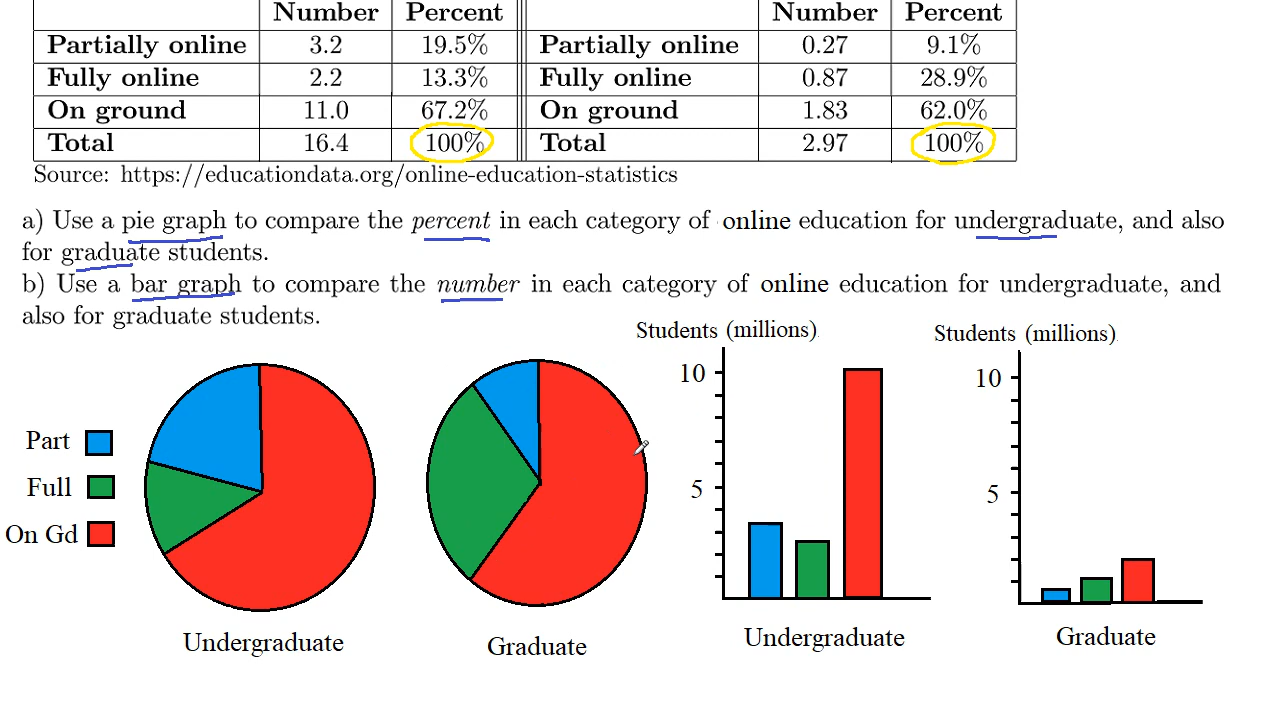 Number Percent Number Percent
Partially online 3.2 19.5% Partially online 0.27 9.1%
Fully online 2.2 13.3% Fully online 0.87 28.9%
On ground 11.0 67.2% On ground 1.83 62.0%
Total 16.4 100% Total 2.97 100%
Source: https://educationdata.org/online-education-statistics
a) Use a pie graph to compare the percent in each category of online education for undergraduate, and also
for graduate students.
b) Use a bar graph to compare the number in each category of online education for undergraduate, and
also for graduate students.
Part
Full
On Gd
Undergraduate
Graduate
Students (millions)
10
5
Undergraduate
Students (millions)
10
5
Graduate